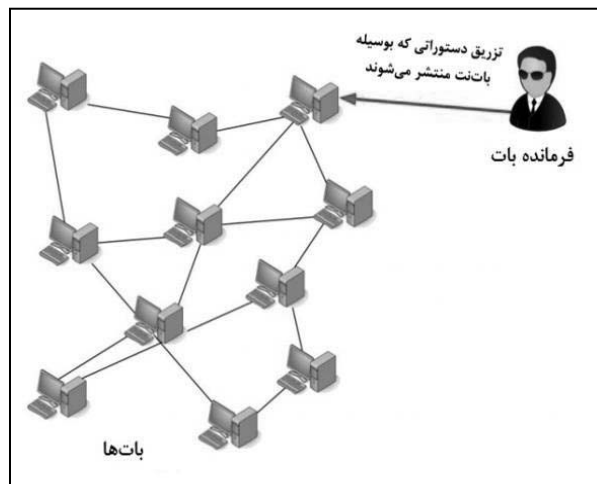 تزریق دستوراتی که بوسیله
بات‌نت منتشر می‌شوند
فرمانده بات
بات‌ها